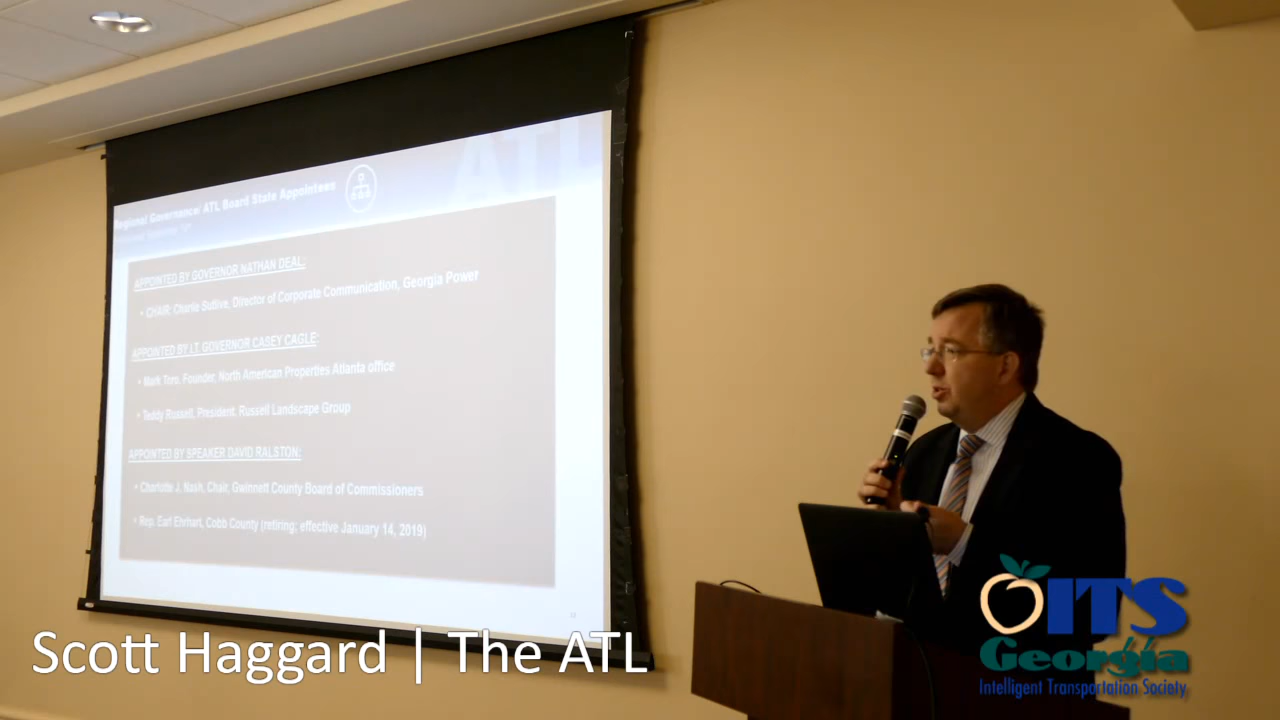 ATL
Regional Governance/ ATL Board State Appointees
APPOINTED BY GOVERNOR NATHAN DEAL:
• CHAIR: Charlie Sutlive, Director of Corporate Communication, Georgia Power
APPOINTED BY LT. GOVERNOR CASEY CAGLE:
• Mark Toro, Founder, North American Properties Atlanta office
• Teddy Russell, President, Russell Landscape Group
APPOINTED BY SPEAKER DAVID RALSTON:
• Charlotte J. Nash, Chair, Gwinnett County Board of Commissioners
• Rep. Earl Ehrhart, Cobb County (retiring; effective January 14, 2019)
Scott Haggard | The ATL
ITS
Georgia
Intelligent Transportation Society